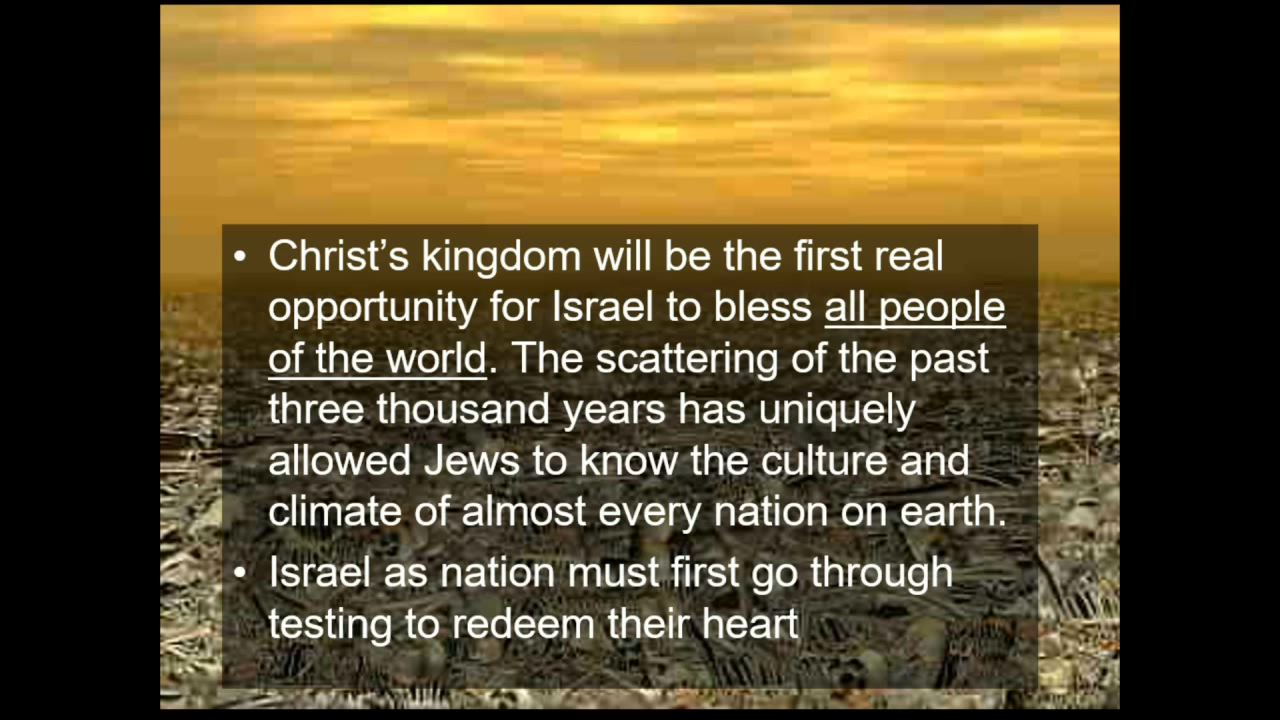 • Christ’s kingdom will be the first real
opportunity for Israel to bless all people
of the world. The scattering of the past
three thousand years has uniquely
allowed Jews to know the culture and
climate of almost every nation on earth.
• Israel as nation must first go through
testing to redeem their heart